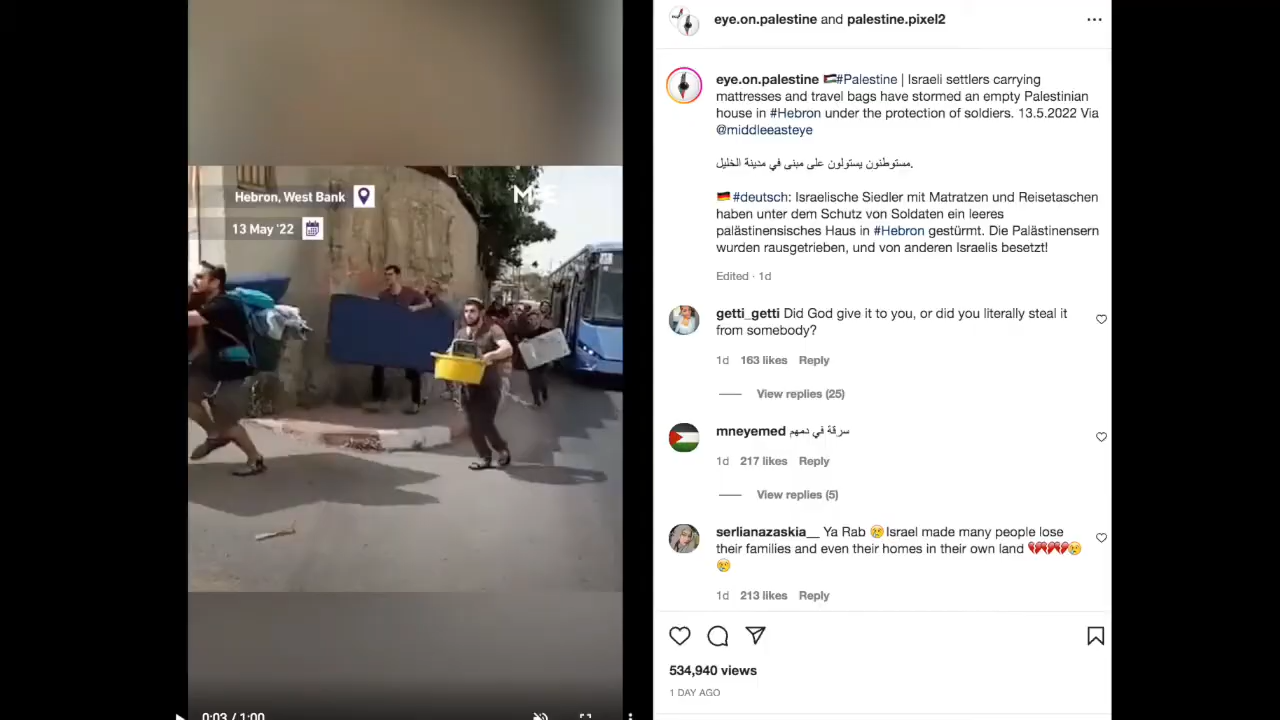 Hebron, West Bank
13 May '22
0:03 / 1:00
eye.on.palestine and palestine.pixel2
eye.on.palestine 🇵🇸#Palestine | Israeli settlers carrying
mattresses and travel bags have stormed an empty Palestinian
house in #Hebron under the protection of soldiers. 13.5.2022 Via
@middleeasteye
مستوطنون يستولون على مبنى في مدينة الخليل.
🇩🇪 #deutsch: Israelische Siedler mit Matratzen und Reisetaschen
haben unter dem Schutz von Soldaten ein leeres
palästinensisches Haus in #Hebron gestürmt. Die Palästinensern
wurden rausgetrieben, und von anderen Israelis besetzt!
Edited · 1d
getti_getti Did God give it to you, or did you literally steal it
from somebody?
1d 163 likes Reply
View replies (25)
mneyemed سرقة في دمهم
1d 217 likes Reply
View replies (5)
serlianazaskia__ Ya Rab 😢Israel made many people lose
their families and even their homes in their own land 💔💔💔💔😢
😢
1d 213 likes Reply
534,940 views
1 DAY AGO